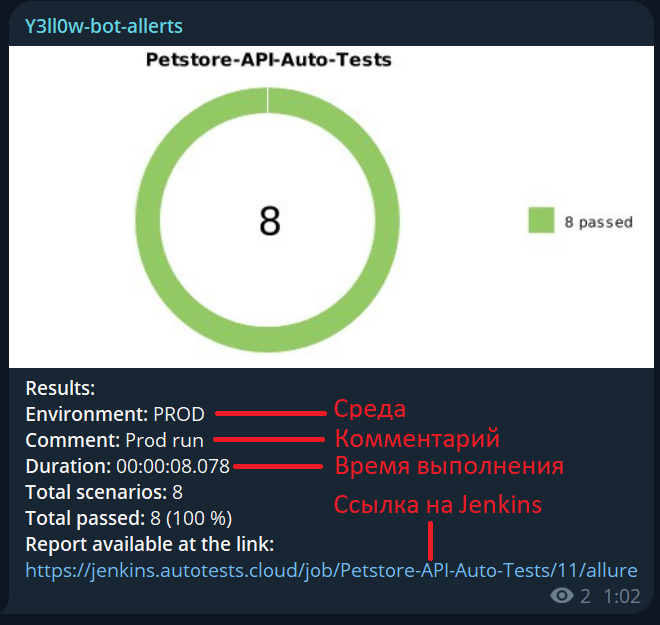 Y3ll0w-bot-allerts
Petstore-API-Auto-Tests
8
8 passed
Results:
Environment: PROD Среда
Comment: Prod run Комментарий
Duration: 00:00:08.078 Время выполнения
Total scenarios: 8
Ссылка на Jenkins
Total passed: 8 (100 %)
Report available at the link:
https://jenkins.autotests.cloud/job/Petstore-API-Auto-Tests/11/allure
2 1:02